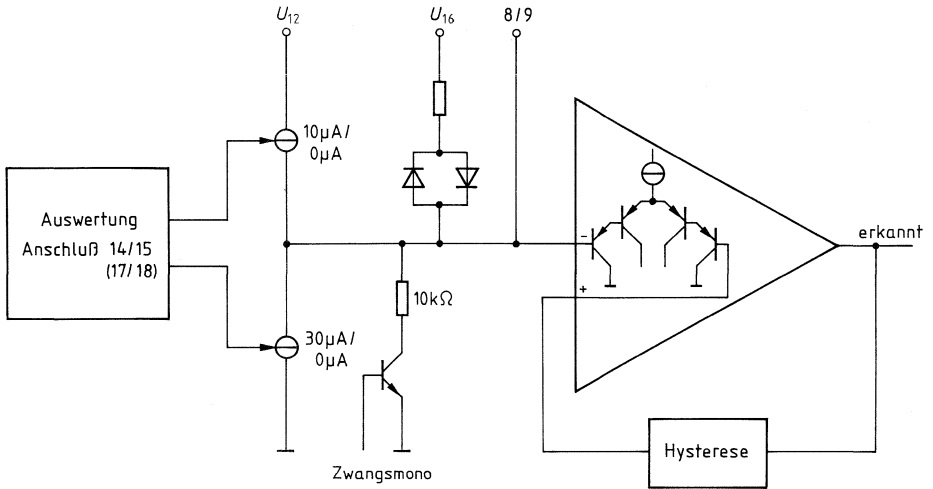 U12
U16
8/9
10µA/
0µA
Auswertung
Anschluß 14/15
(17/18)
-
+
erkannt
10kΩ
30µA/
0µA
Hysterese
Zwangsmono